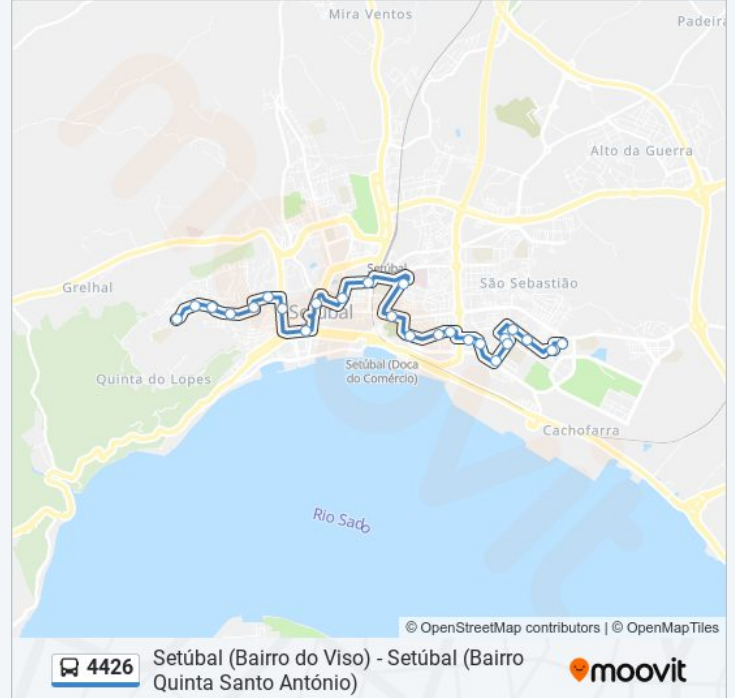 Mira Ventos
Alto da Guerra
Setúbal
São Sebastião
Grelhal
Setúbal
Setúbal (Doca
do Comércio)
Quinta do Lopes
Cachofarra
Rio Sado
© OpenStreetMap contributors | © OpenMapTiles
4426
Setúbal (Bairro do Viso) - Setúbal (Bairro
Quinta Santo António)
moovit